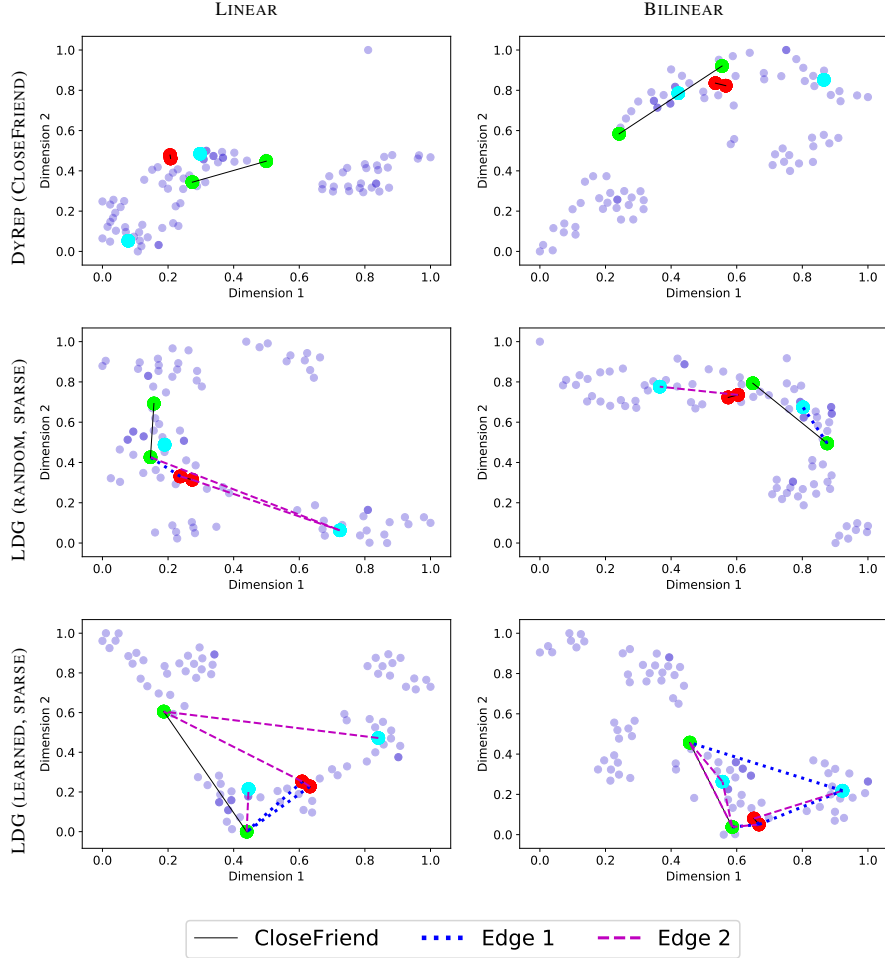 LINEAR
BILINEAR
DYREP (CLOSEFRIEND)
Dimension 2
1.0
0.8
0.6
0.4
0.2
0.0
0.0 0.2 0.4 0.6 0.8 1.0
Dimension 1
Dimension 2
1.0
0.8
0.6
0.4
0.2
0.0
0.0 0.2 0.4 0.6 0.8 1.0
Dimension 1
LDG (RANDOM, SPARSE)
Dimension 2
1.0
0.8
0.6
0.4
0.2
0.0
0.0 0.2 0.4 0.6 0.8 1.0
Dimension 1
Dimension 2
1.0
0.8
0.6
0.4
0.2
0.0
0.0 0.2 0.4 0.6 0.8 1.0
Dimension 1
LDG (LEARNED, SPARSE)
Dimension 2
1.0
0.8
0.6
0.4
0.2
0.0
0.0 0.2 0.4 0.6 0.8 1.0
Dimension 1
Dimension 2
1.0
0.8
0.6
0.4
0.2
0.0
0.0 0.2 0.4 0.6 0.8 1.0
Dimension 1
CloseFriend Edge 1 Edge 2